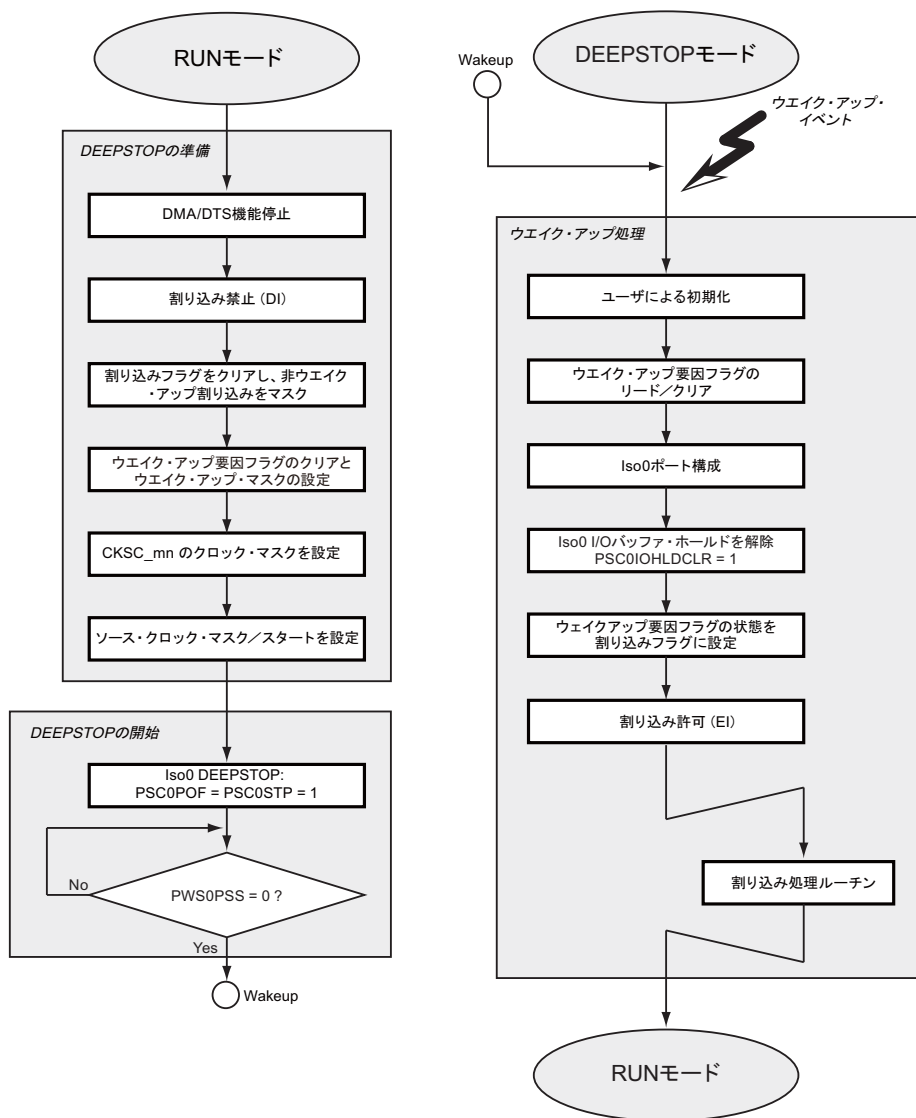 RUNモード
DEEPSTOPの準備
DMA/DTS機能停止
割り込み禁止 (DI)
割り込みフラグをクリアし、非ウエイク
・アップ割り込みをマスク
ウエイク・アップ要因フラグのクリアと
ウエイク・アップ・マスクの設定
CKSC_mn のクロック・マスクを設定
ソース・クロック・マスク／スタートを設定
DEEPSTOPの開始
Iso0 DEEPSTOP:
PSC0POF = PSC0STP = 1
No
PWS0PSS = 0 ?
Yes
Wakeup
Wakeup
DEEPSTOPモード
ウエイク・アップ・
イベント
ウエイク・アップ処理
ユーザによる初期化
ウエイク・アップ要因フラグの
リード／クリア
Iso0ポート構成
Iso0 I/Oバッファ・ホールドを解除
PSC0IOHLDCLR = 1
ウェイクアップ要因フラグの状態を
割り込みフラグに設定
割り込み許可 (EI)
割り込み処理ルーチン
RUNモード